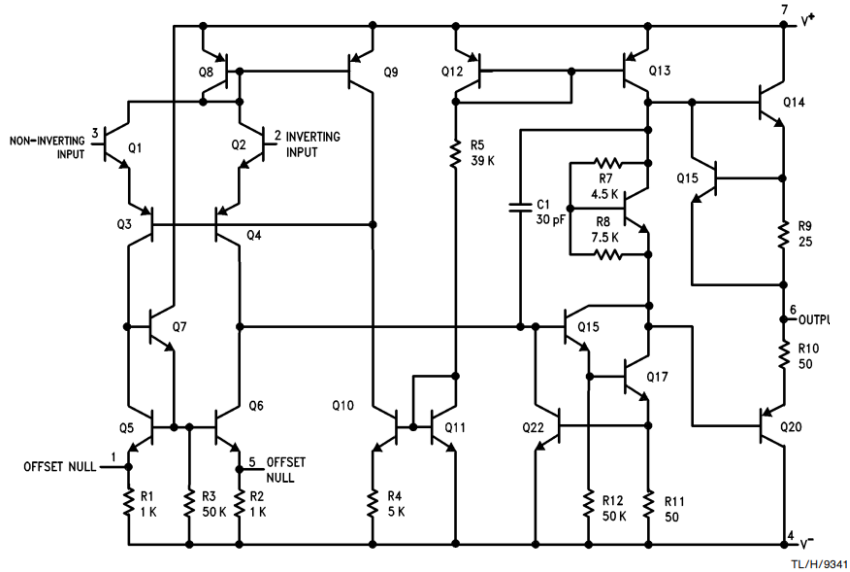 7 V+
Q8
Q9
Q12
Q13
Q14
3
NON-INVERTING
INPUT
Q1
Q2
2 INVERTING
INPUT
R5
39 K
R7
4.5 K
Q15
C1
30 pF
R8
7.5 K
R9
25
Q3
Q4
6
OUTPU
Q7
Q15
R10
50
Q17
Q5
Q6
Q10
Q11
Q22
Q20
OFFSET NULL
1
5 OFFSET
NULL
R1
1 K
R3
50 K
R2
1 K
R4
5 K
R12
50 K
R11
50
4 V-
TL/H/9341